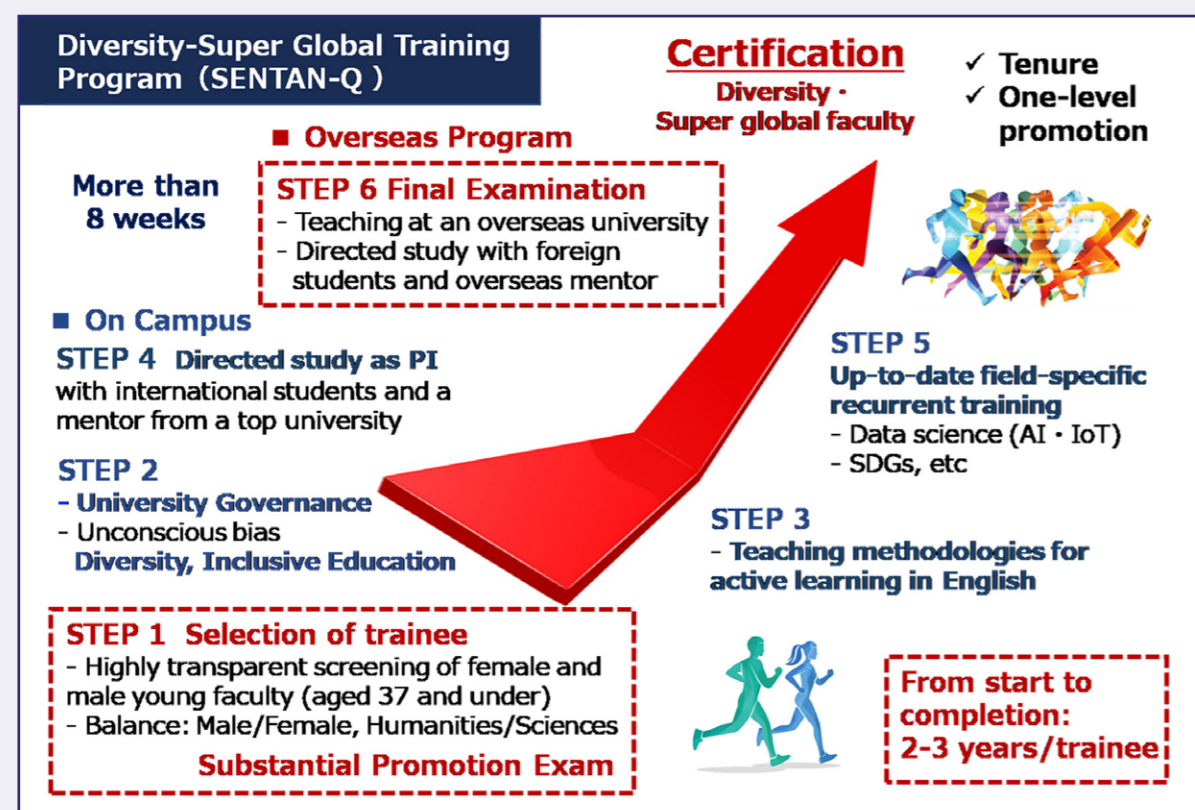 Diversity-Super Global Training
Program (SENTAN-Q )
Certification
Diversity・
Super global faculty
✓ Tenure
✓ One-level
promotion
■ Overseas Program
More than
8 weeks
STEP 6 Final Examination
- Teaching at an overseas university
- Directed study with foreign
students and overseas mentor
■ On Campus
STEP 4 Directed study as PI
with international students and a
mentor from a top university
STEP 5
Up-to-date field-specific
recurrent training
- Data science (AI・IoT)
- SDGs, etc
STEP 2
- University Governance
- Unconscious bias
Diversity, Inclusive Education
STEP 3
- Teaching methodologies for
active learning in English
STEP 1 Selection of trainee
- Highly transparent screening of female and
male young faculty (aged 37 and under)
- Balance: Male/Female, Humanities/Sciences
Substantial Promotion Exam
From start to
completion:
2-3 years/trainee